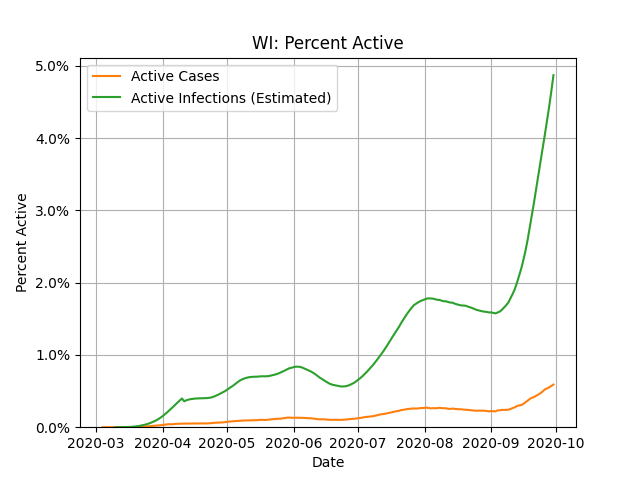 WI: Percent Active
Active Cases
Active Infections (Estimated)
5.0%
4.0%
3.0%
2.0%
1.0%
0.0%
Percent Active
2020-03 2020-04 2020-05 2020-06 2020-07 2020-08 2020-09 2020-10
Date